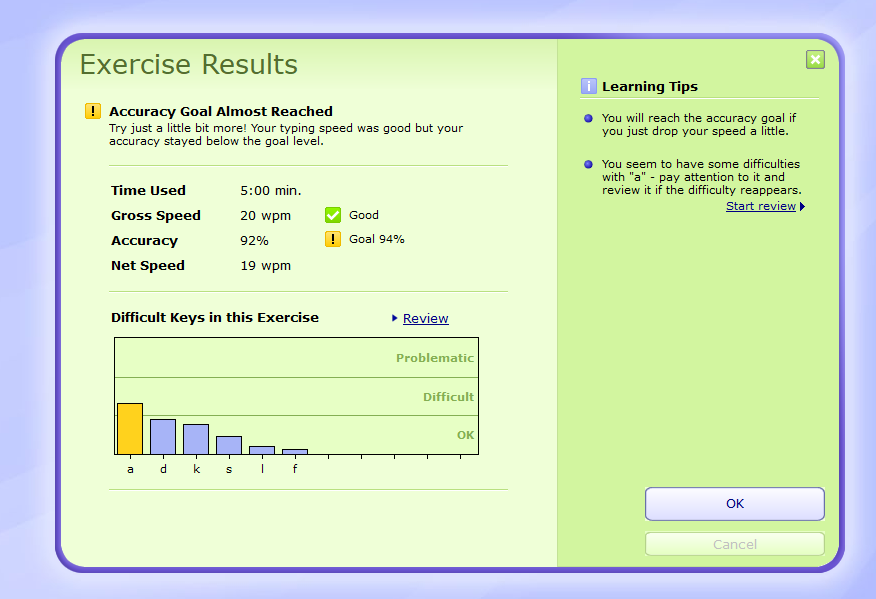 Exercise Results
Accuracy Goal Almost Reached
Try just a little bit more! Your typing speed was good but your
accuracy stayed below the goal level.
Time Used 5:00 min.
Gross Speed 20 wpm Good
Accuracy 92% Goal 94%
Net Speed 19 wpm
Difficult Keys in this Exercise Review
Problematic
Difficult
OK
a d k s l f
Learning Tips
You will reach the accuracy goal if
you just drop your speed a little.
You seem to have some difficulties
with "a" - pay attention to it and
review it if the difficulty reappears.
Start review
OK
Cancel